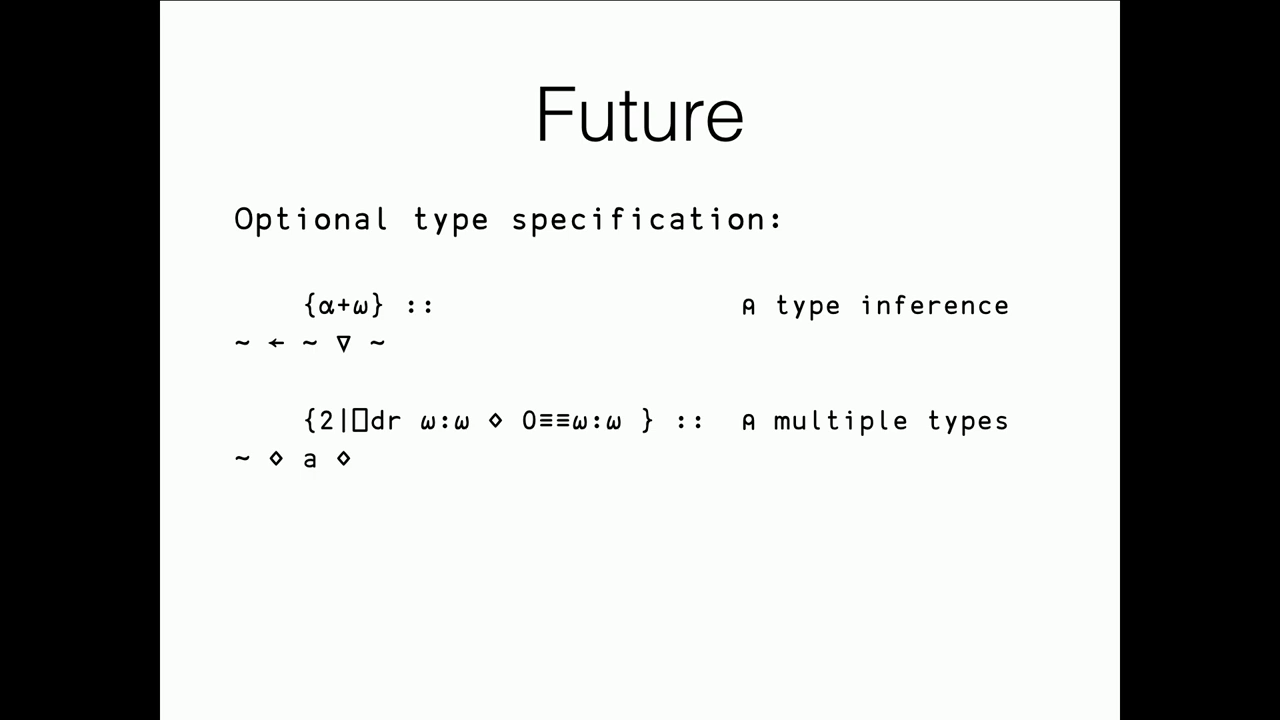 Future
Optional type specification:
{⍺+⍵} :: ⍝ type inference
~ ← ~ ∇ ~
{2|⎕dr ⍵:⍵ ⋄ 0≡≡⍵:⍵ } :: ⍝ multiple types
~ ⋄ a ⋄